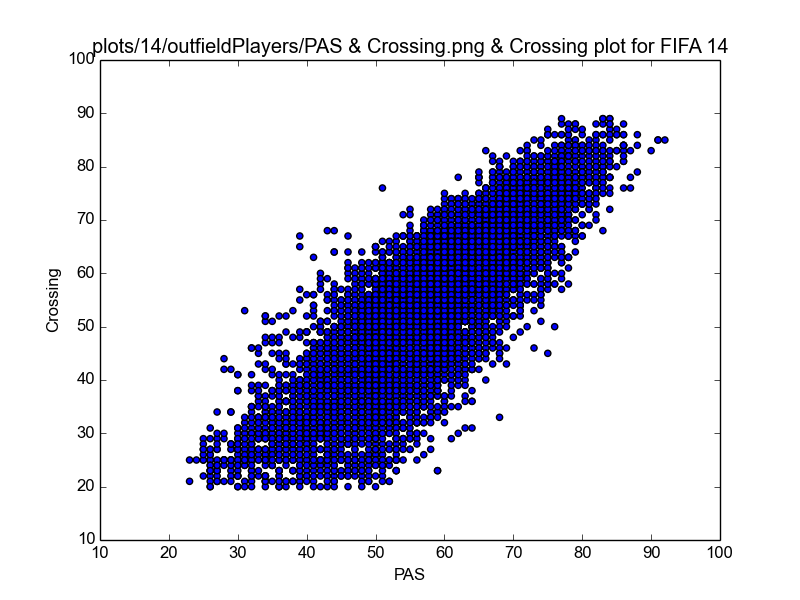 plots/14/outfieldPlayers/PAS & Crossing.png & Crossing plot for FIFA 14
100
90
80
70
60
50
40
30
20
10
Crossing
10 20 30 40 50 60 70 80 90 100
PAS